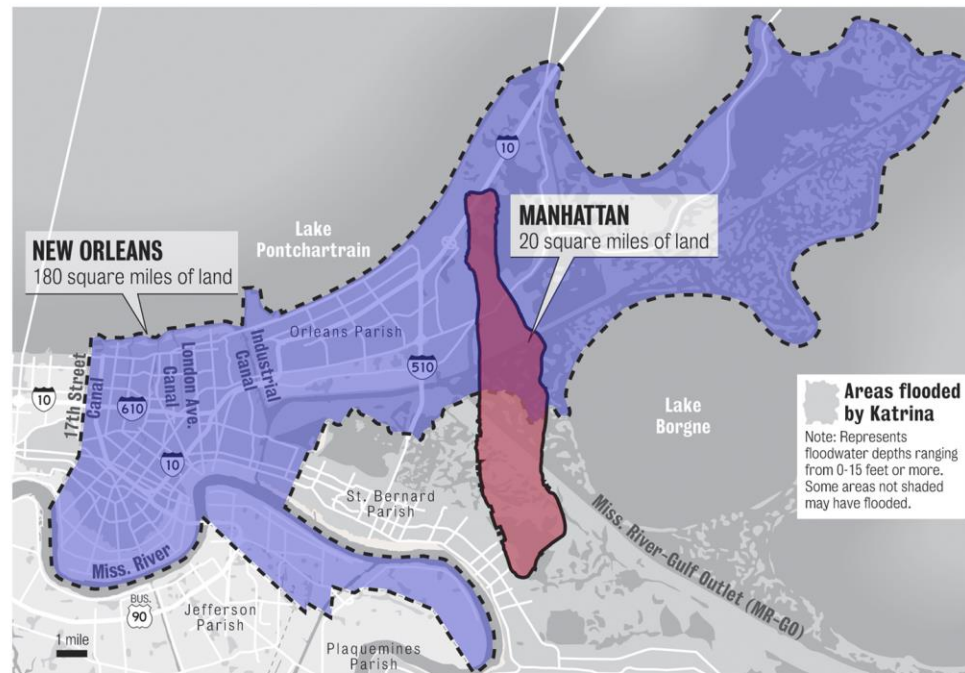 10
Lake
Pontchartrain
MANHATTAN
20 square miles of land
NEW ORLEANS
180 square miles of land
Orleans Parish
17th Street
Canal
London Ave.
Canal
Industrial
Canal
510
10
610
10
Lake
Borgne
Areas flooded
by Katrina
Note: Represents
floodwater depths ranging
from 0-15 feet or more.
Some areas not shaded
may have flooded.
St. Bernard
Parish
Miss. River
Miss. River-Gulf Outlet (MR-GO)
BUS.
90
Jefferson
Parish
1 mile
Plaquemines
Parish